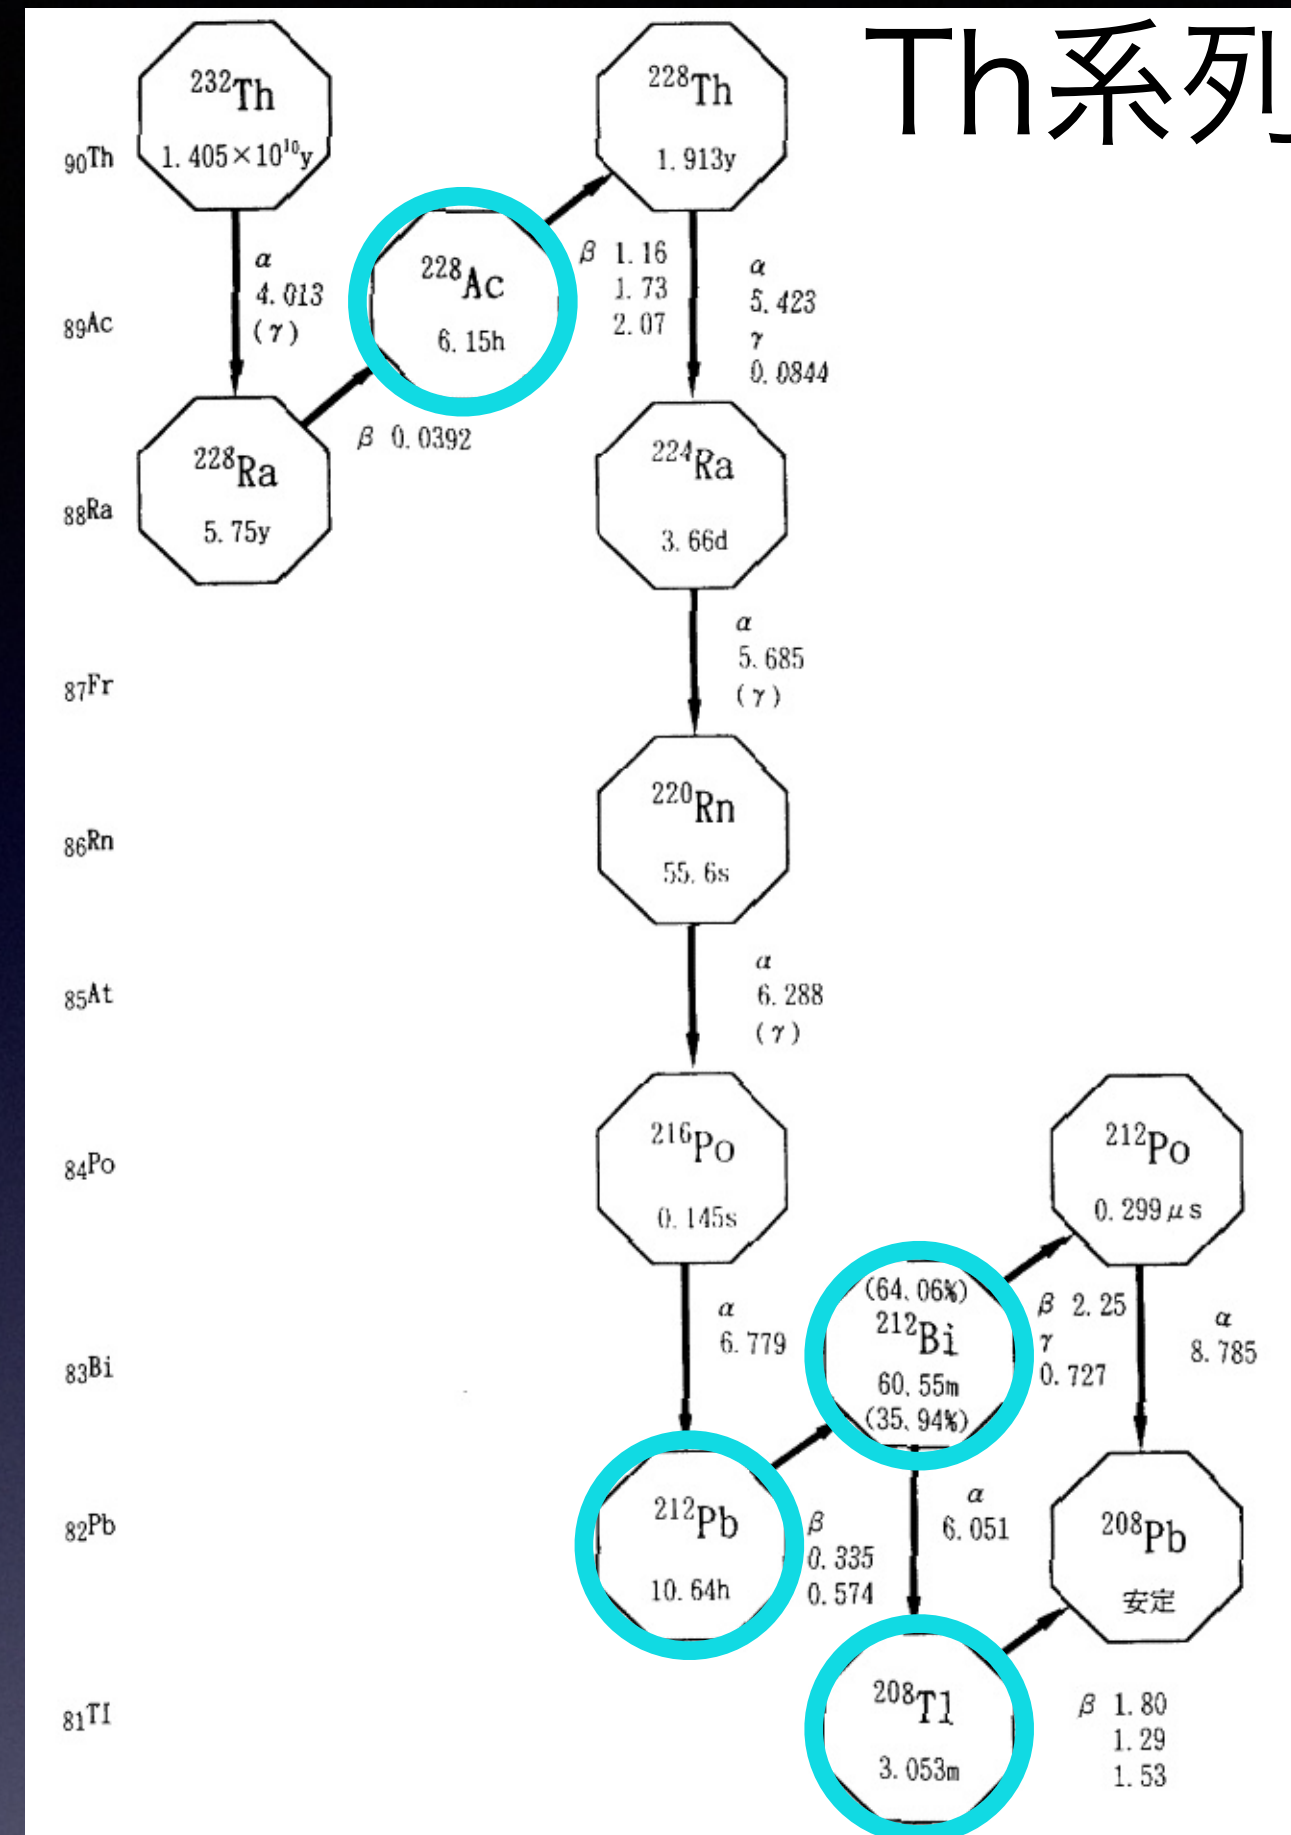 Th系列
²³²Th
1.405×10¹⁰y
²²⁸Th
1.913y
₉₀Th
α
4.013
(γ)
²²⁸Ac
6.15h
β 1.16
1.73
2.07
α
5.423
γ
0.0844
₈₉Ac
β 0.0392
²²⁸Ra
5.75y
²²⁴Ra
3.66d
₈₈Ra
α
5.685
(γ)
₈₇Fr
²²⁰Rn
55.6s
₈₆Rn
α
6.288
(γ)
₈₅At
²¹⁶Po
0.145s
²¹²Po
0.299μs
₈₄Po
α
6.779
(64.06%)
²¹²Bi
60.55m
(35.94%)
β 2.25
γ
0.727
α
8.785
₈₃Bi
²¹²Pb
10.64h
β
0.335
0.574
α
6.051
²⁰⁸Pb
安定
₈₂Pb
²⁰⁸Tl
3.053m
β 1.80
1.29
1.53
₈₁Tl